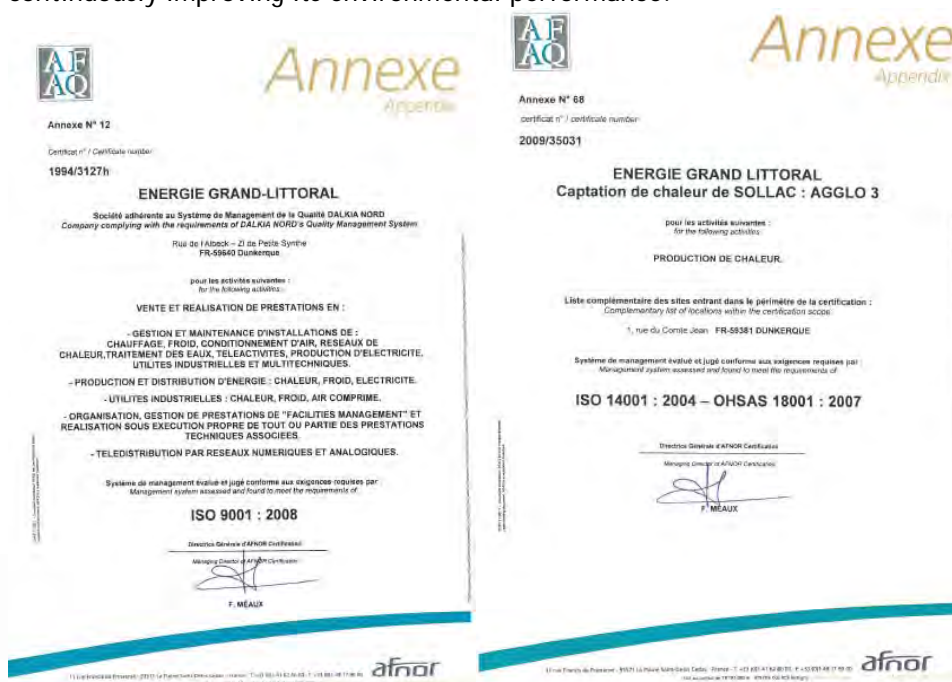 continuously improving its environmental performance.
AF
AQ
Annexe
Appendix
Annexe N° 12
Certificat n° / Certificate number
1994/3127h
ENERGIE GRAND-LITTORAL
Société adhérente au Système de Management de la Qualité DALKIA NORD
Company complying with the requirements of DALKIA NORD's Quality Management System
Rue de l'Albeck – ZI de Petite Synthe
FR-59640 Dunkerque
pour les activités suivantes :
for the following activities
VENTE ET REALISATION DE PRESTATIONS EN :
- GESTION ET MAINTENANCE D'INSTALLATIONS DE :
CHAUFFAGE, FROID, CONDITIONNEMENT D'AIR, RESEAUX DE
CHALEUR,TRAITEMENT DES EAUX, TELEACTIVITES, PRODUCTION D'ELECTRICITE,
UTILITES INDUSTRIELLES ET MULTITECHNIQUES.
- PRODUCTION ET DISTRIBUTION D'ENERGIE : CHALEUR, FROID, ELECTRICITE.
- UTILITES INDUSTRIELLES : CHALEUR, FROID, AIR COMPRIME.
- ORGANISATION, GESTION DE PRESTATIONS DE "FACILITIES MANAGEMENT" ET
REALISATION SOUS EXECUTION PROPRE DE TOUT OU PARTIE DES PRESTATIONS
TECHNIQUES ASSOCIEES.
- TELEDISTRIBUTION PAR RESEAUX NUMERIQUES ET ANALOGIQUES.
Système de management évalué et jugé conforme aux exigences requises par
Management system assessed and found to meet the requirements of
ISO 9001 : 2008
Directrice Générale d'AFNOR Certification
Managing Director of AFNOR Certification
F. MÉAUX
afnor
AF
AQ
Annexe
Appendix
Annexe N° 68
certificat n° / certificate number
2009/35031
ENERGIE GRAND LITTORAL
Captation de chaleur de SOLLAC : AGGLO 3
pour les activités suivantes :
for the following activities
PRODUCTION DE CHALEUR.
Liste complémentaire des sites entrant dans le périmètre de la certification :
Complementary list of locations within the certification scope
1, rue du Comte Jean FR-59381 DUNKERQUE
Système de management évalué et jugé conforme aux exigences requises par
Management system assessed and found to meet the requirements of
ISO 14001 : 2004 – OHSAS 18001 : 2007
Directrice Générale d'AFNOR Certification
Managing Director of AFNOR Certification
F. MÉAUX
afnor